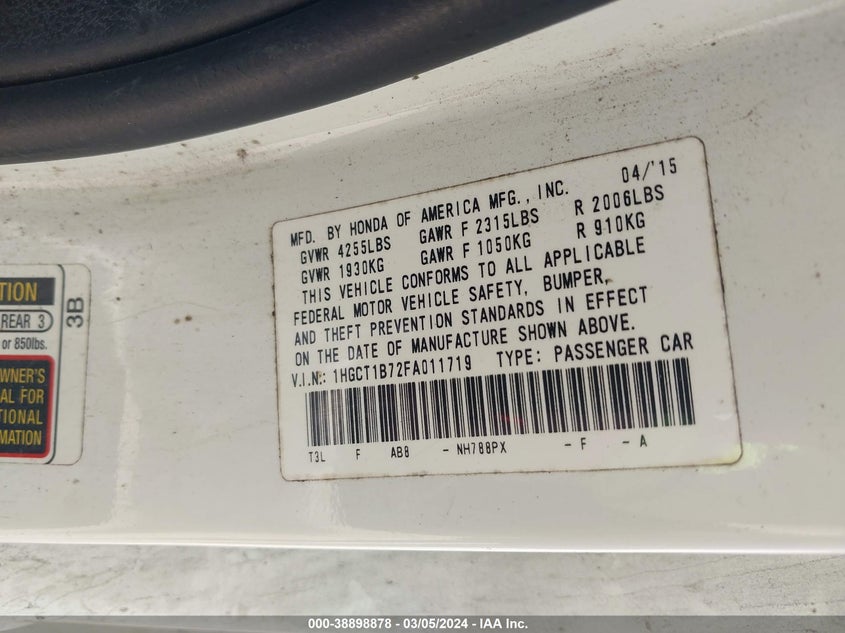 MFD. BY HONDA OF AMERICA MFG., INC. 04/'15
GVWR 4255LBS GAWR F 2315LBS R 2006LBS
GVWR 1930KG GAWR F 1050KG R 910KG
THIS VEHICLE CONFORMS TO ALL APPLICABLE
FEDERAL MOTOR VEHICLE SAFETY, BUMPER,
AND THEFT PREVENTION STANDARDS IN EFFECT
ON THE DATE OF MANUFACTURE SHOWN ABOVE.
V.I.N.: 1HGCT1B72FA011719 TYPE: PASSENGER CAR
T3L F AB8 - NH788PX - F - A
TION
REAR 3
or 850lbs.
WNER'S
AL FOR
TIONAL
MATION
3B
000-38898878 / 03/05/2024 - IAA Inc.